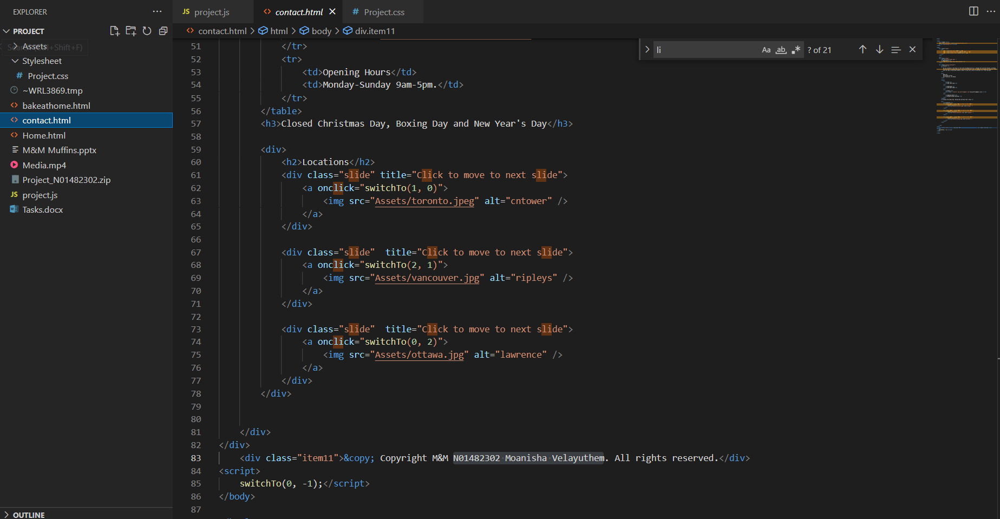 EXPLORER
PROJECT
Assets
Search (Ctrl+Shift+F)
Stylesheet
# Project.css
~WRL3869.tmp
<> bakeathome.html
<> contact.html
<> Home.html
M&M Muffins.pptx
Media.mp4
Project_N01482302.zip
JS project.js
Tasks.docx
OUTLINE
JS project.js
<> contact.html
# Project.css
<> contact.html > html > body > div.item11
li
Aa ab .*
? of 21
51 </tr>
52 <tr>
53 <td>Opening Hours</td>
54 <td>Monday-Sunday 9am-5pm.</td>
55 </tr>
56 </table>
57 <h3>Closed Christmas Day, Boxing Day and New Year's Day</h3>
58
59 <div>
60 <h2>Locations</h2>
61 <div class="slide" title="Click to move to next slide">
62 <a onclick="switchTo(1, 0)">
63 <img src="Assets/toronto.jpeg" alt="cntower" />
64 </a>
65 </div>
66
67 <div class="slide"  title="Click to move to next slide">
68 <a onclick="switchTo(2, 1)">
69 <img src="Assets/vancouver.jpg" alt="ripleys" />
70 </a>
71 </div>
72
73 <div class="slide"  title="Click to move to next slide">
74 <a onclick="switchTo(0, 2)">
75 <img src="Assets/ottawa.jpg" alt="lawrence" />
76 </a>
77 </div>
78 </div>
79
80
81 </div>
82 </div>
83 <div class="item11">&copy; Copyright M&M N01482302 Moanisha Velayuthem. All rights reserved.</div>
84 <script>
85 switchTo(0, -1);</script>
86 </body>
87